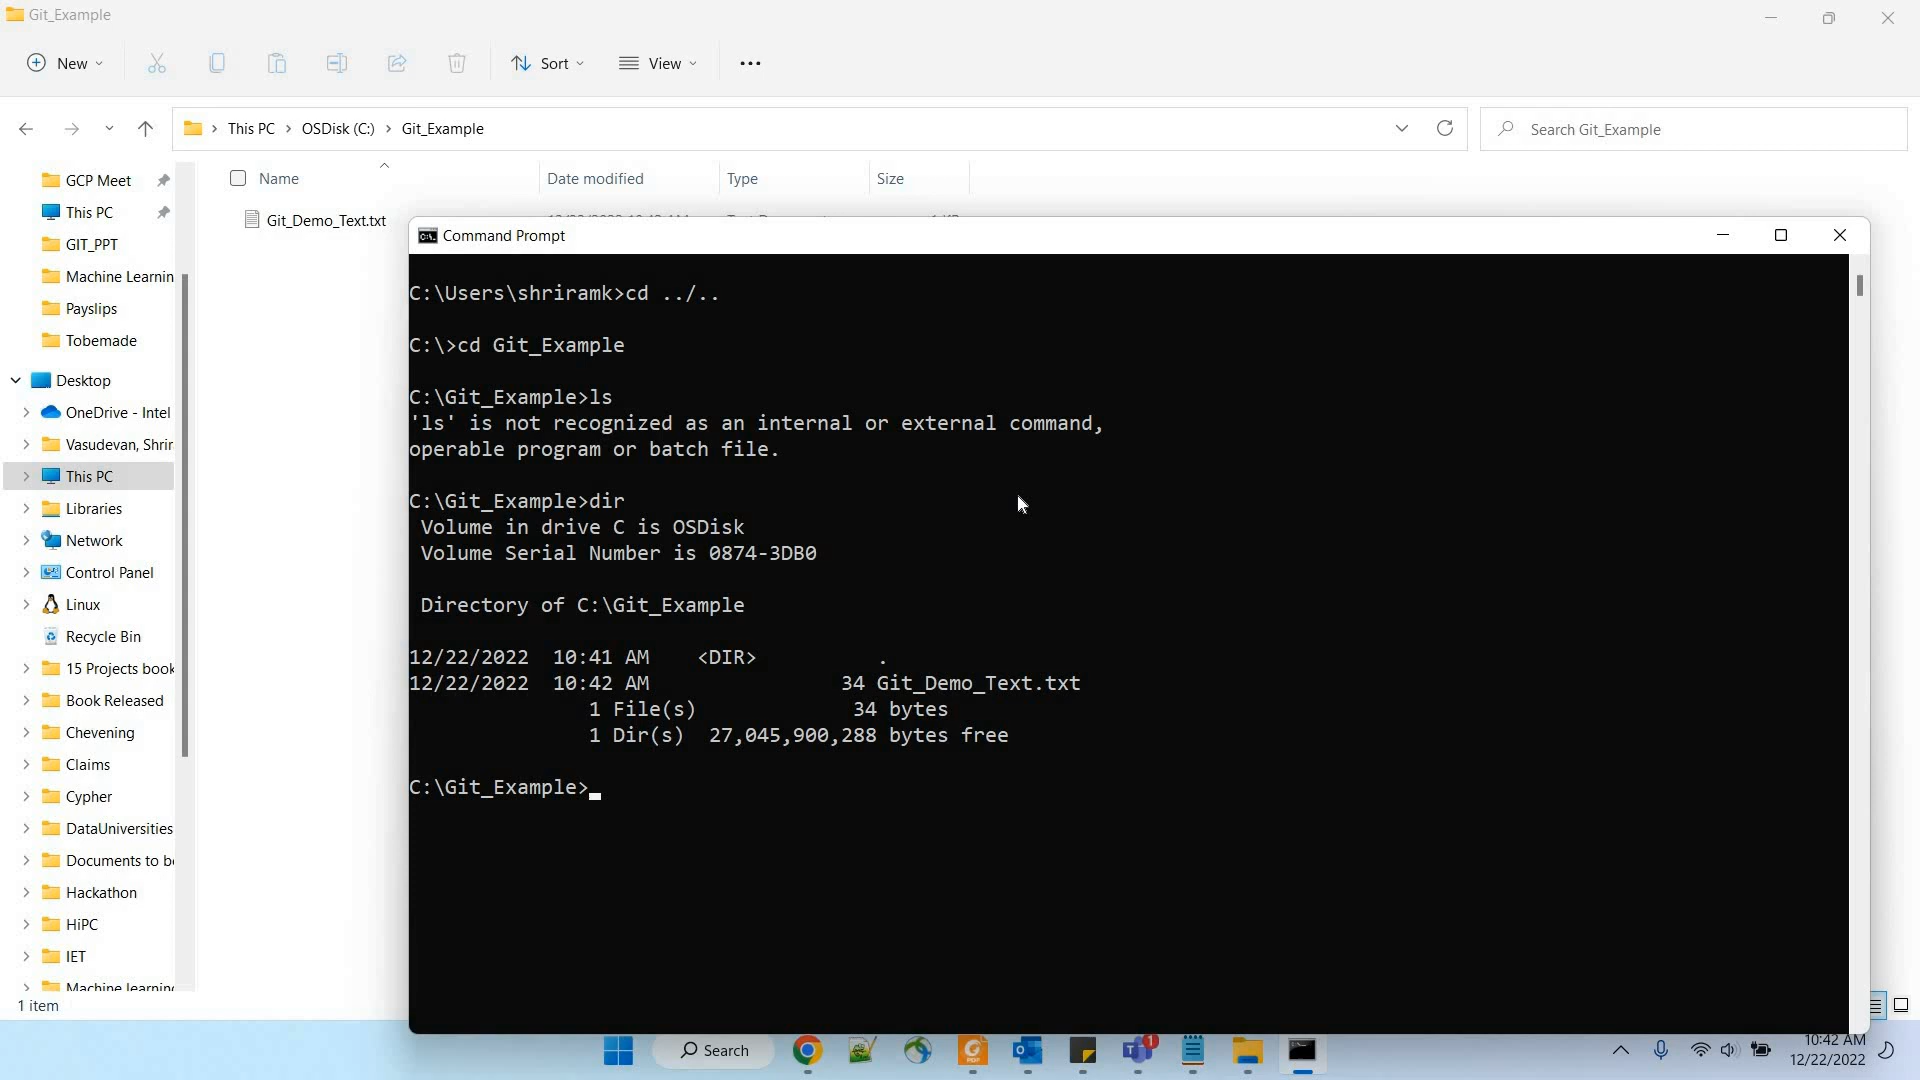 Git_Example
New
Sort
View
This PC
OSDisk (C:)
Git_Example
Search Git_Example
GCP Meet
This PC
GIT_PPT
Machine Learnin
Payslips
Tobemade
Desktop
OneDrive - Intel
Vasudevan, Shrir
This PC
Libraries
Network
Control Panel
Linux
Recycle Bin
15 Projects book
Book Released
Chevening
Claims
Cypher
DataUniversities
Documents to be
Hackathon
HiPC
IET
Machine learning
1 item
Name
Date modified
Type
Size
Git_Demo_Text.txt
Command Prompt
C:\Users\shriramk>cd ../..
C:\>cd Git_Example
C:\Git_Example>ls
'ls' is not recognized as an internal or external command,
operable program or batch file.
C:\Git_Example>dir
Volume in drive C is OSDisk
Volume Serial Number is 0874-3DB0
Directory of C:\Git_Example
12/22/2022  10:41 AM    <DIR>          .
12/22/2022  10:42 AM                34 Git_Demo_Text.txt
1 File(s)             34 bytes
1 Dir(s)  27,045,900,288 bytes free
C:\Git_Example>
Search
1
10:42 AM
12/22/2022